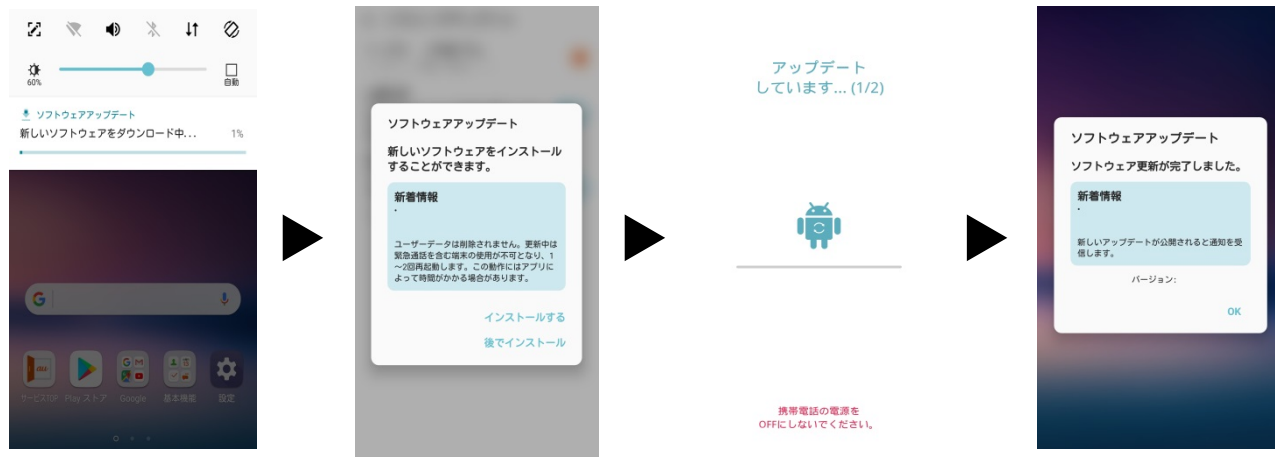 60%
自動
ソフトウェアアップデート
新しいソフトウェアをダウンロード中... 1%
G
au
サービスTOP Play ストア Google 基本機能 設定
ソフトウェアアップデート
新しいソフトウェアをインストール
することができます。
新着情報
・
ユーザーデータは削除されません。更新中は
緊急通話を含む端末の使用が不可となり、1
～2回再起動します。この動作にはアプリに
よって時間がかかる場合があります。
インストールする
後でインストール
アップデート
しています... (1/2)
携帯電話の電源を
OFFにしないでください。
ソフトウェアアップデート
ソフトウェア更新が完了しました。
新着情報
・
新しいアップデートが公開されると通知を受
信します。
バージョン:
OK